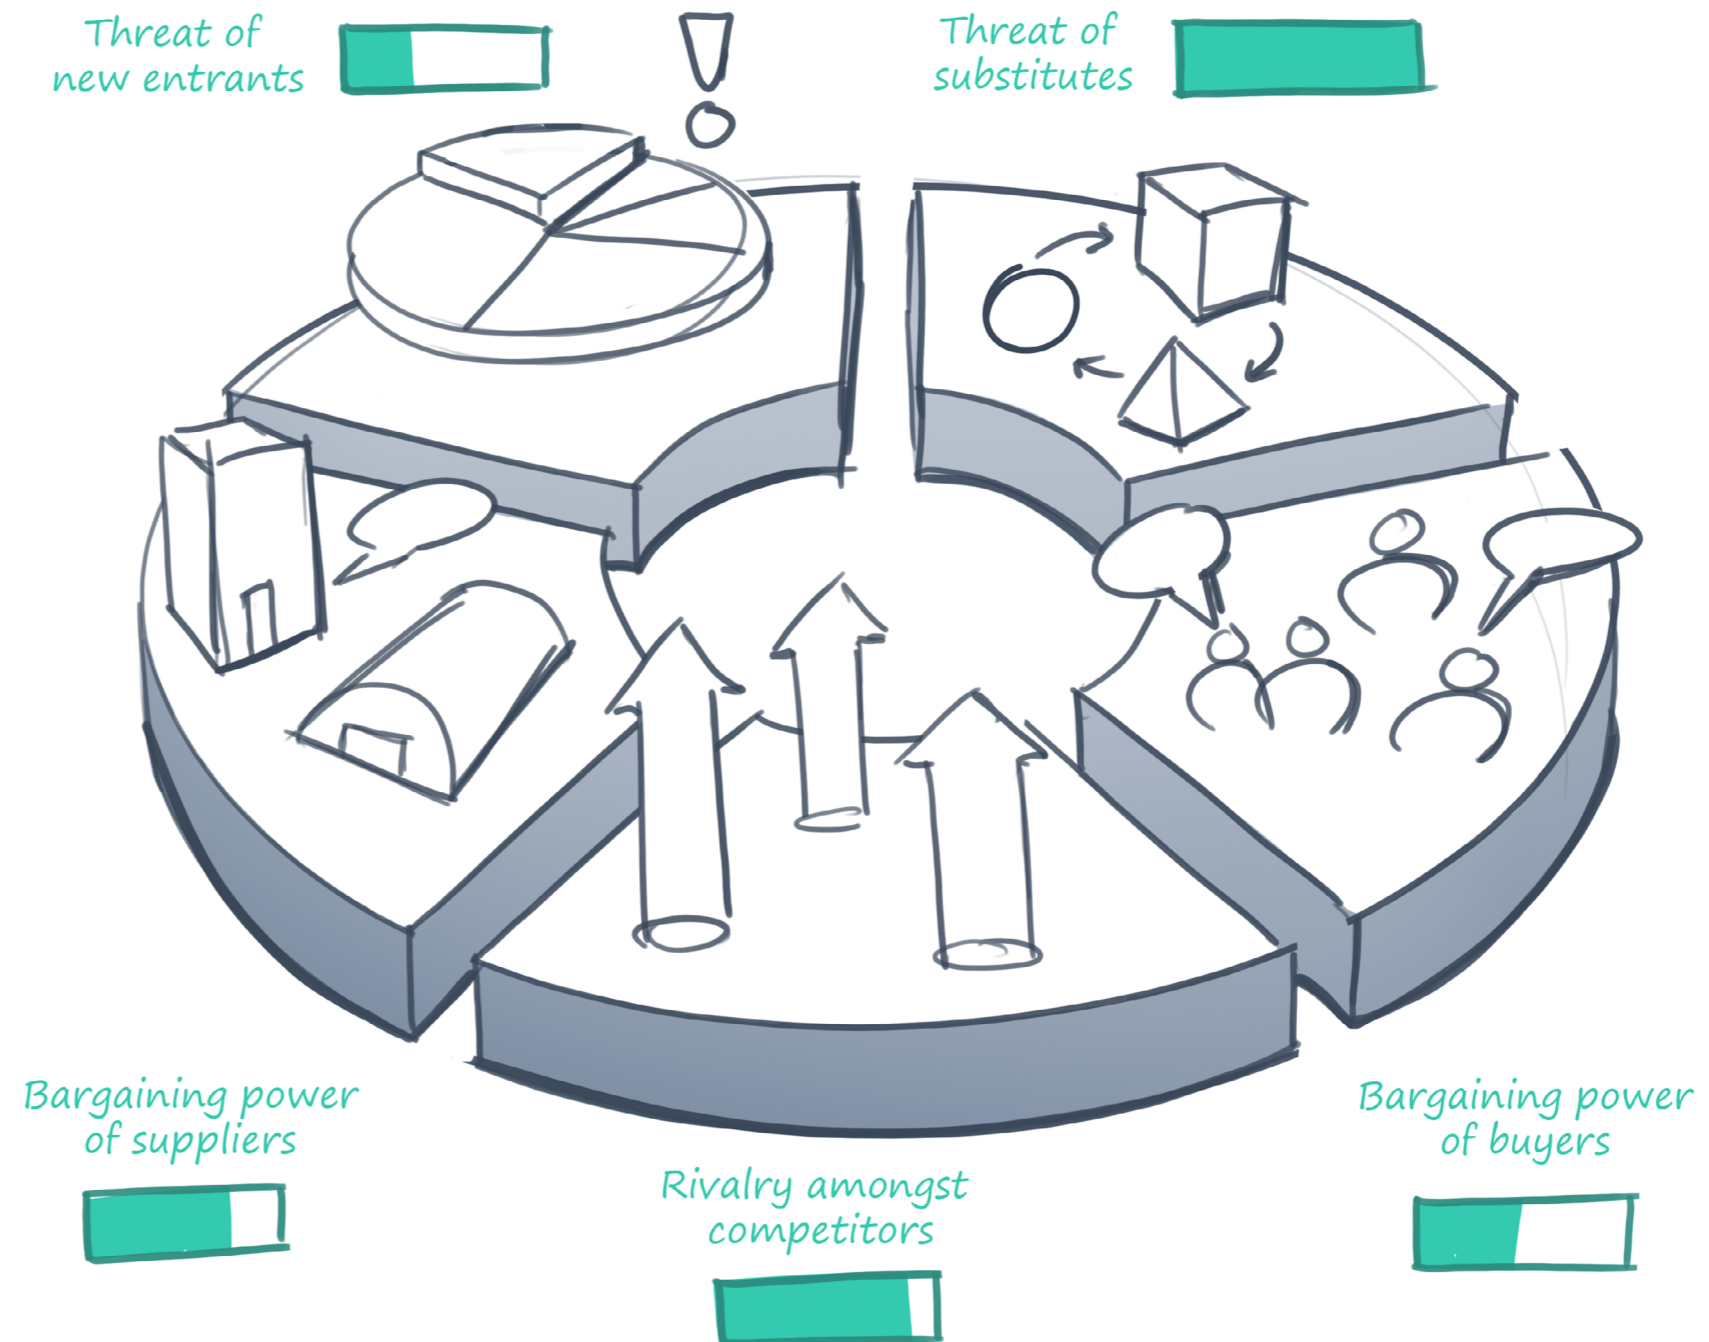 Threat of
new entrants
Threat of
substitutes
Bargaining power
of suppliers
Rivalry amongst
competitors
Bargaining power
of buyers